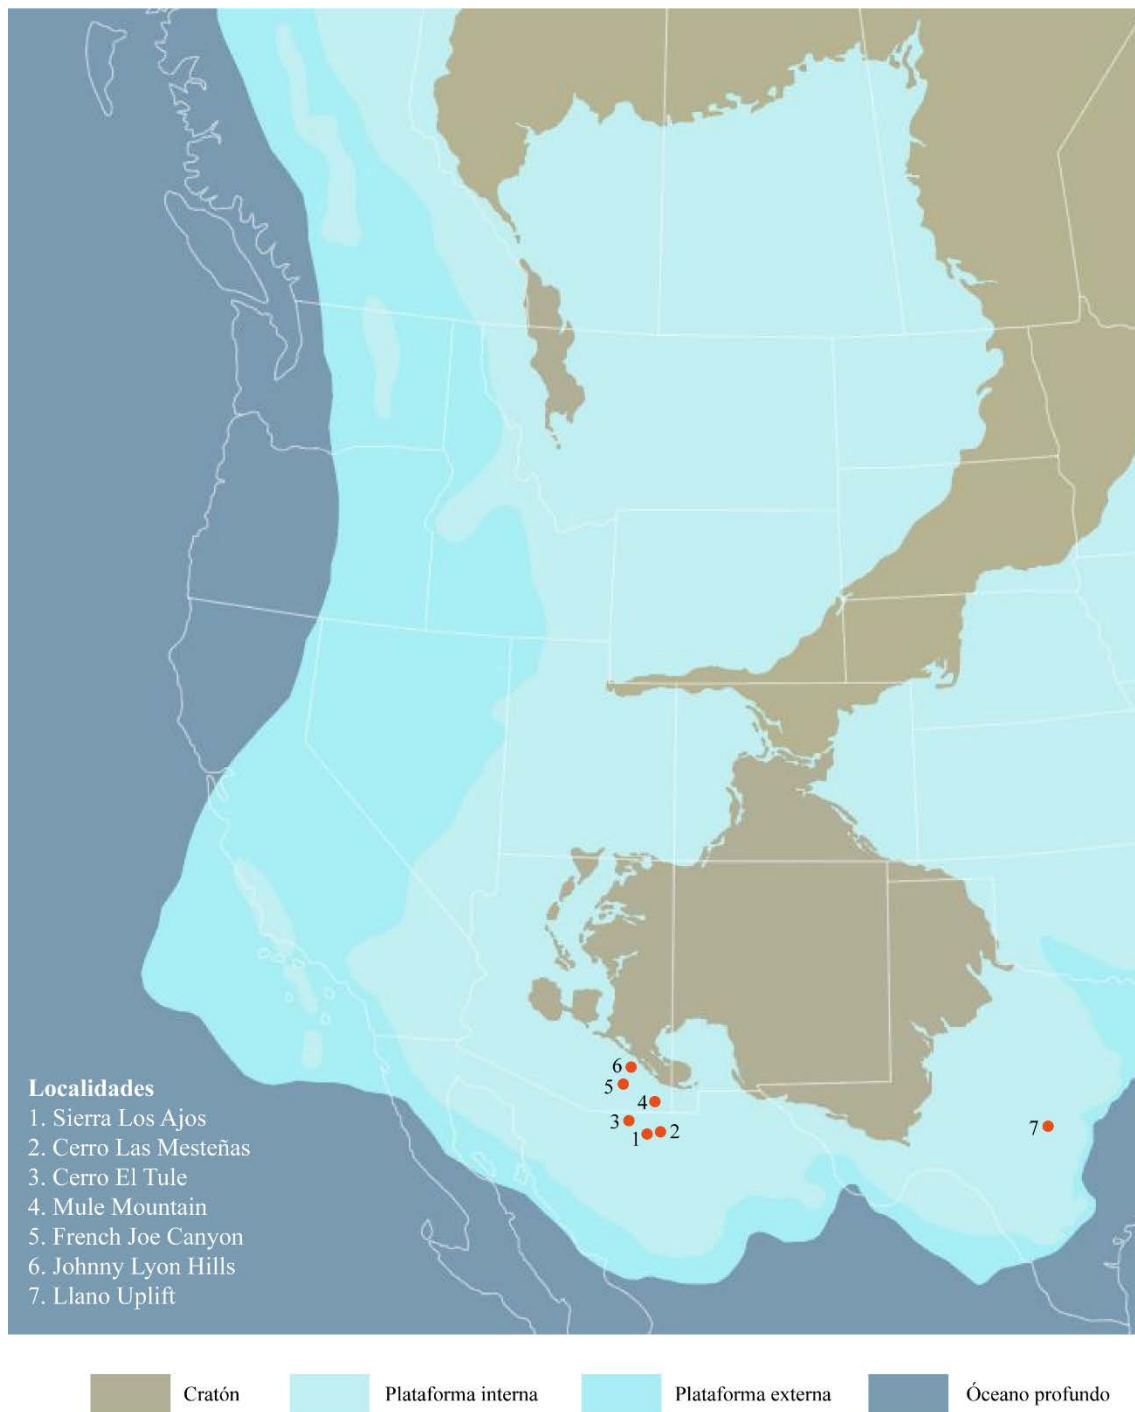 6
5
4
3
1
2
7
Localidades
1. Sierra Los Ajos
2. Cerro Las Mesteñas
3. Cerro El Tule
4. Mule Mountain
5. French Joe Canyon
6. Johnny Lyon Hills
7. Llano Uplift
Cratón
Plataforma interna
Plataforma externa
Óceano profundo